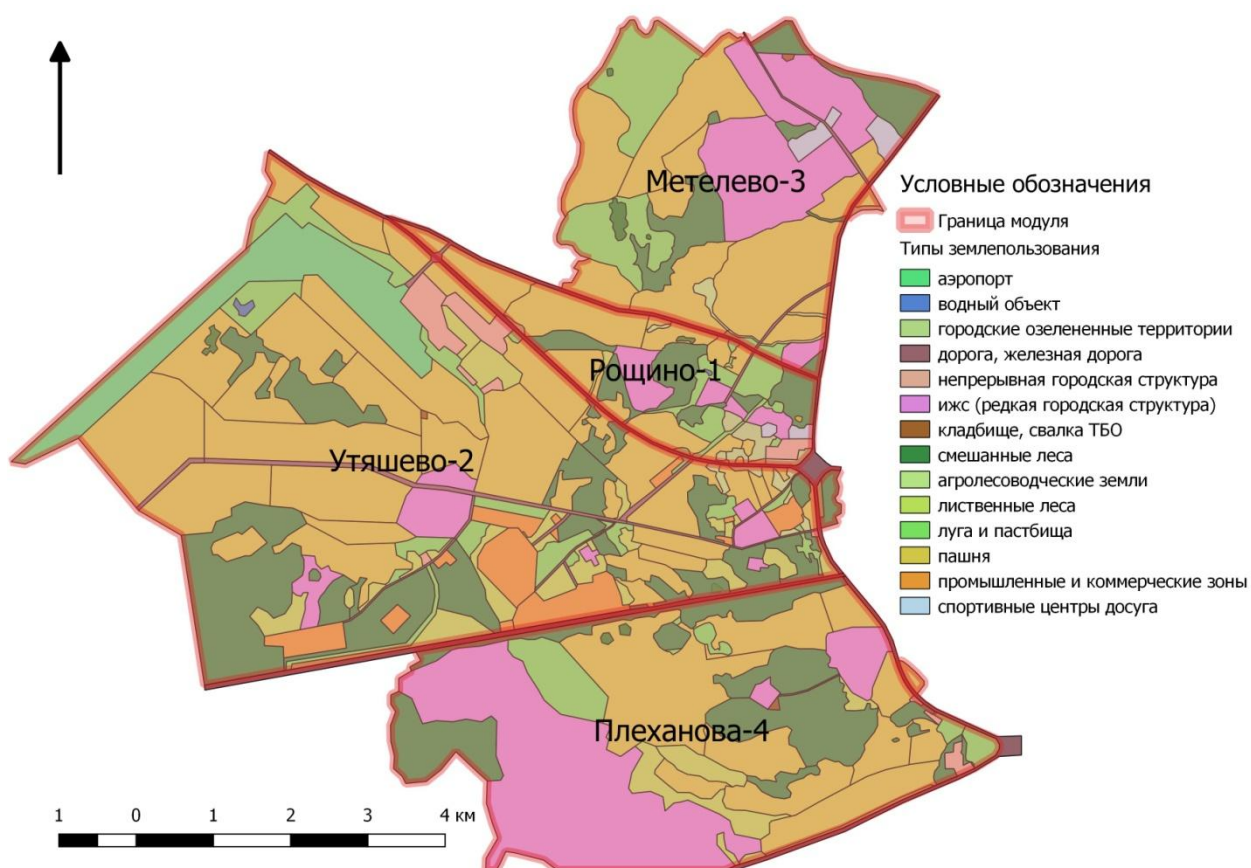 Метелево-3
Рощино-1
Утяшево-2
Плеханова-4
Условные обозначения
Граница модуля
Типы землепользования
аэропорт
водный объект
городские озелененные территории
дорога, железная дорога
непрерывная городская структура
ижс (редкая городская структура)
кладбище, свалка ТБО
смешанные леса
агролесоводческие земли
лиственные леса
луга и пастбища
пашня
промышленные и коммерческие зоны
спортивные центры досуга
1 0 1 2 3 4 км